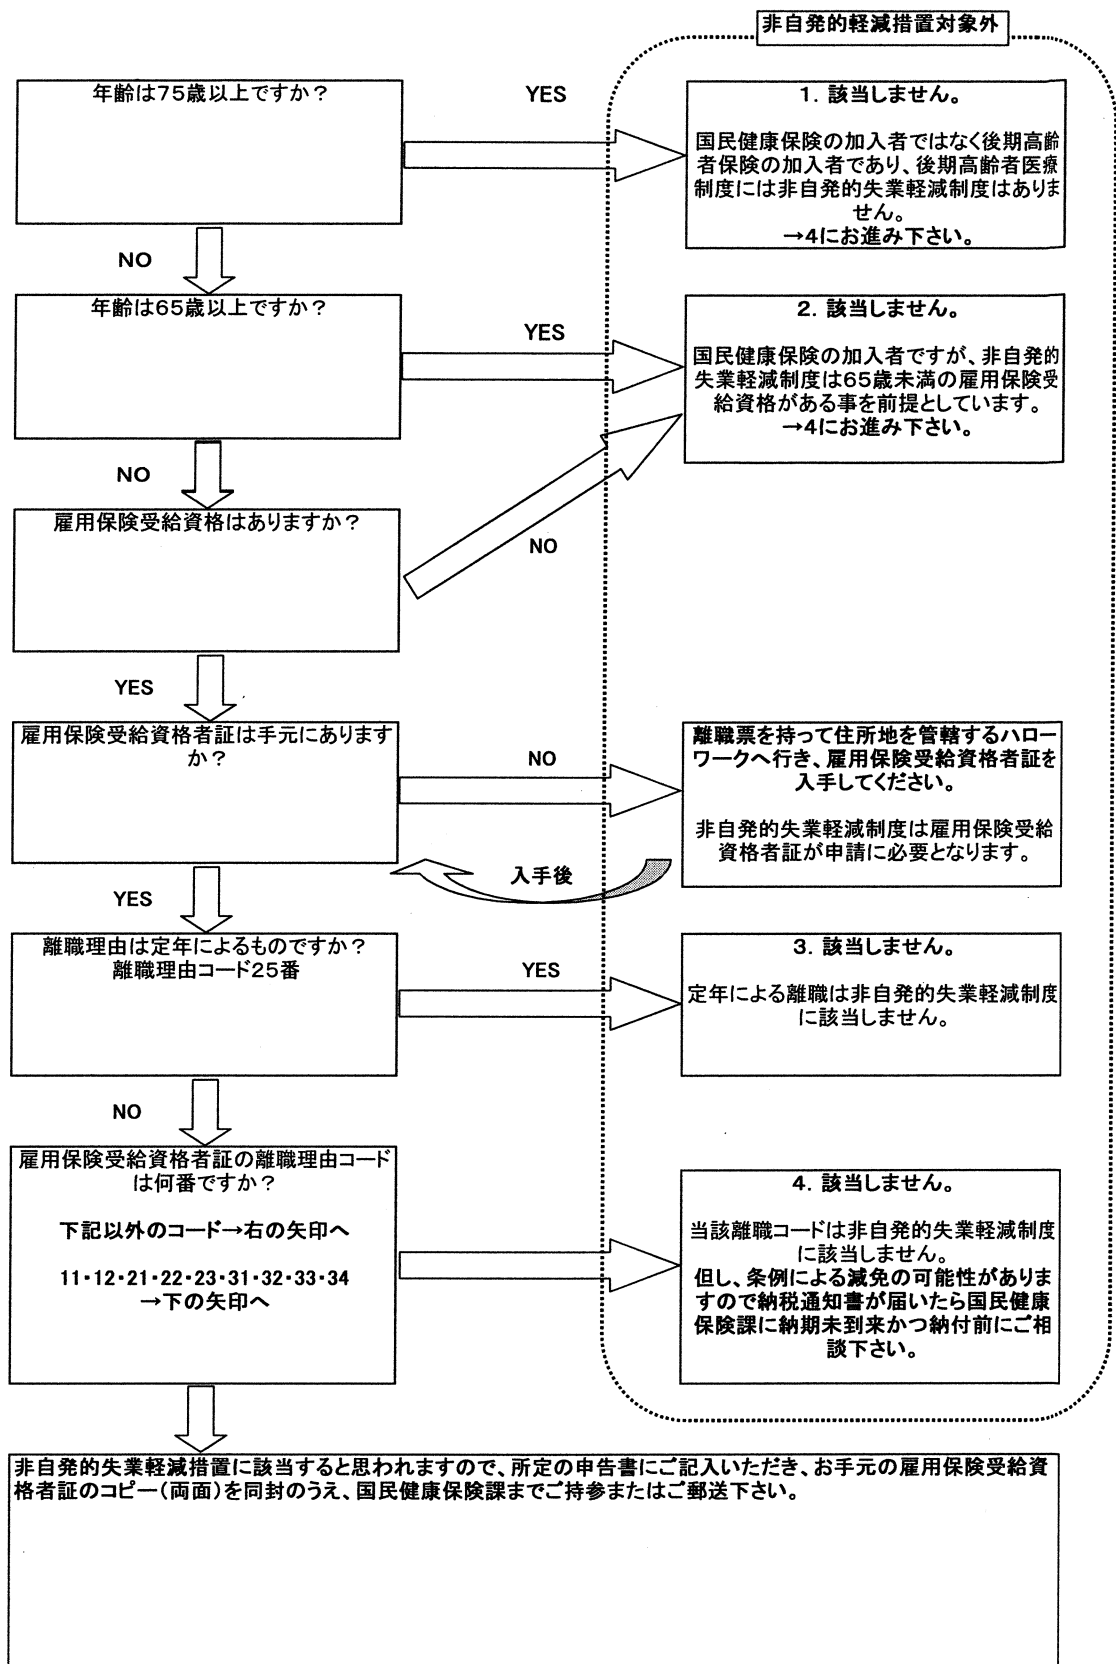 非自発的軽減措置対象外
年齢は75歳以上ですか？
YES
1．該当しません。
国民健康保険の加入者ではなく後期高齢
者保険の加入者であり、後期高齢者医療
制度には非自発的失業軽減制度はありま
せん。
→4にお進み下さい。
NO
年齢は65歳以上ですか？
YES
2．該当しません。
国民健康保険の加入者ですが、非自発的
失業軽減制度は65歳未満の雇用保険受
給資格がある事を前提としています。
→4にお進み下さい。
NO
雇用保険受給資格はありますか？
NO
YES
雇用保険受給資格者証は手元にあります
か？
NO
離職票を持って住所地を管轄するハロー
ワークへ行き、雇用保険受給資格者証を
入手してください。
非自発的失業軽減制度は雇用保険受給
資格者証が申請に必要となります。
入手後
YES
離職理由は定年によるものですか？
離職理由コード25番
YES
3．該当しません。
定年による離職は非自発的失業軽減制度
に該当しません。
NO
雇用保険受給資格者証の離職理由コード
は何番ですか？
下記以外のコード→右の矢印へ
11・12・21・22・23・31・32・33・34
→下の矢印へ
4．該当しません。
当該離職コードは非自発的失業軽減制度
に該当しません。
但し、条例による減免の可能性がありま
すので納税通知書が届いたら国民健康
保険課に納期未到来かつ納付前にご相
談下さい。
非自発的失業軽減措置に該当すると思われますので、所定の申告書にご記入いただき、お手元の雇用保険受給資
格者証のコピー（両面）を同封のうえ、国民健康保険課までご持参またはご郵送下さい。